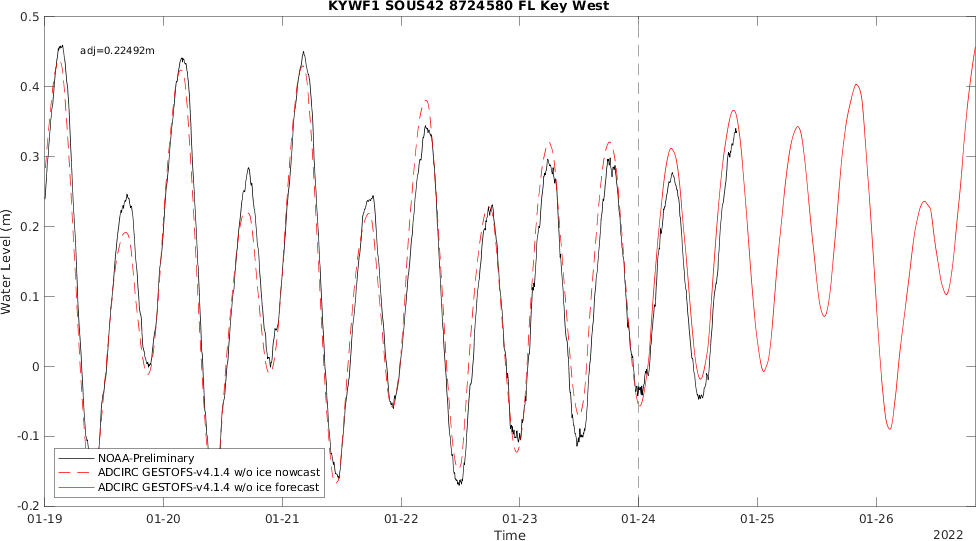 KYWF1 SOUS42 8724580 FL Key West
adj=0.22492m
Water Level (m)
0.5
0.4
0.3
0.2
0.1
0
-0.1
-0.2
NOAA-Preliminary
ADCIRC GESTOFS-v4.1.4 w/o ice nowcast
ADCIRC GESTOFS-v4.1.4 w/o ice forecast
01-19 01-20 01-21 01-22 01-23 01-24 01-25 01-26
Time
2022